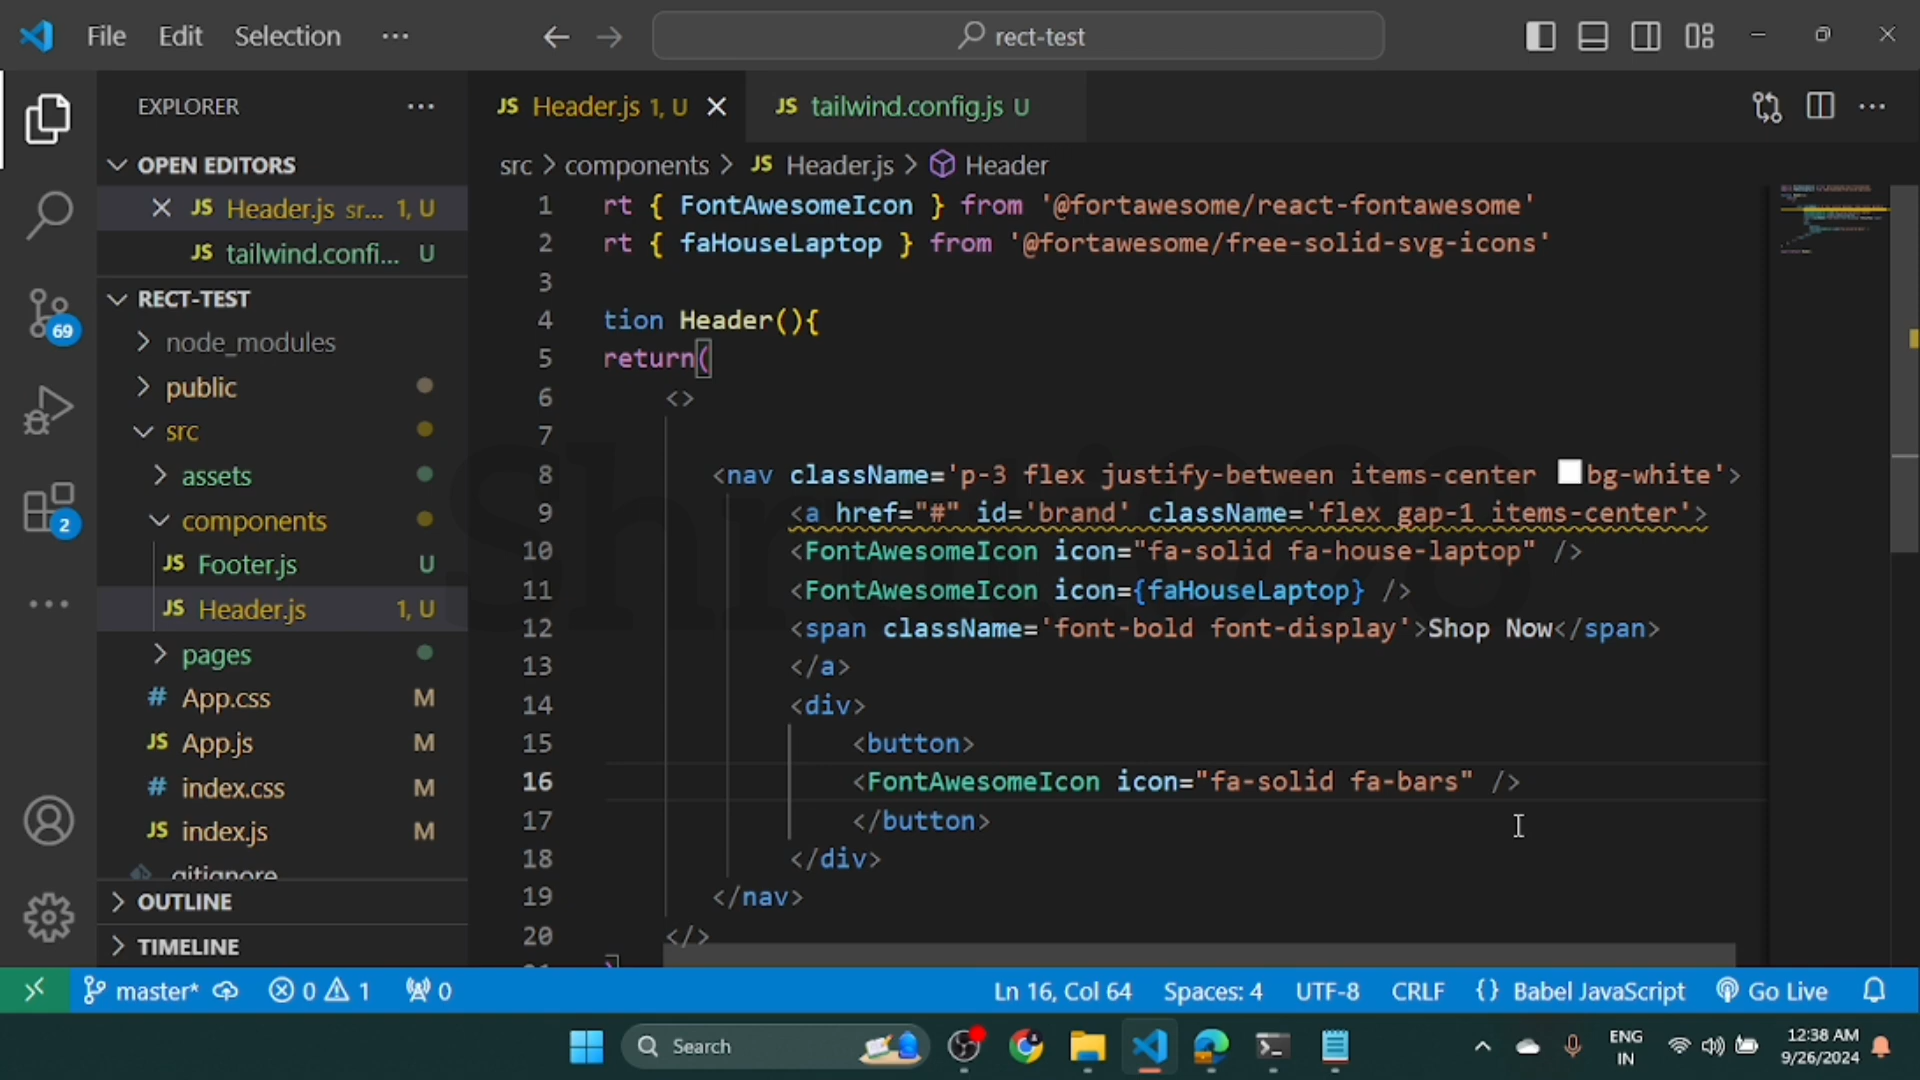 File Edit Selection ··· rect-test
EXPLORER
OPEN EDITORS
JS Header.js sr... 1, U
JS tailwind.confi... U
RECT-TEST
node_modules
public
src
assets
components
JS Footer.js U
JS Header.js 1, U
pages
# App.css M
JS App.js M
# index.css M
JS index.js M
.gitignore
OUTLINE
TIMELINE
69
2
JS Header.js 1, U
JS tailwind.config.js U
src > components > JS Header.js > Header
1 rt { FontAwesomeIcon } from '@fortawesome/react-fontawesome'
2 rt { faHouseLaptop } from '@fortawesome/free-solid-svg-icons'
3
4 tion Header(){
5 return(
6 <>
7
8 <nav className='p-3 flex justify-between items-center bg-white'>
9 <a href="#" id='brand' className='flex gap-1 items-center'>
10 <FontAwesomeIcon icon="fa-solid fa-house-laptop" />
11 <FontAwesomeIcon icon={faHouseLaptop} />
12 <span className='font-bold font-display'>Shop Now</span>
13 </a>
14 <div>
15 <button>
16 <FontAwesomeIcon icon="fa-solid fa-bars" />
17 </button>
18 </div>
19 </nav>
20 </>
master* 0 1 0 Ln 16, Col 64 Spaces: 4 UTF-8 CRLF {} Babel JavaScript Go Live
Search
ENG
IN
12:38 AM
9/26/2024